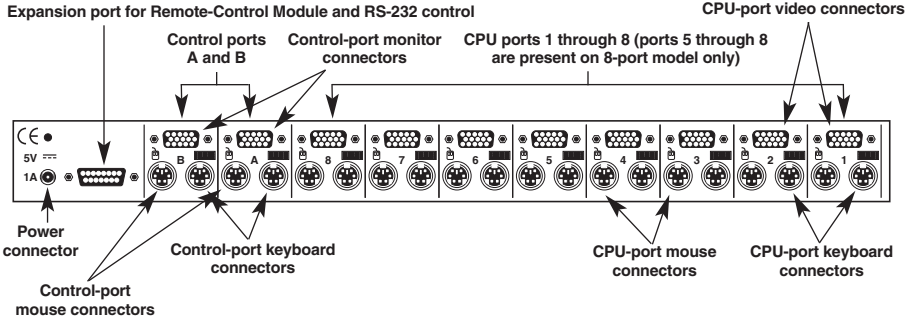 Expansion port for Remote-Control Module and RS-232 control
CPU-port video connectors
Control ports
A and B
Control-port monitor
connectors
CPU ports 1 through 8 (ports 5 through 8
are present on 8-port model only)
CE
5V
1A
B
A
8
7
6
5
4
3
2
1
Power
connector
Control-port
mouse connectors
Control-port keyboard
connectors
CPU-port mouse
connectors
CPU-port keyboard
connectors